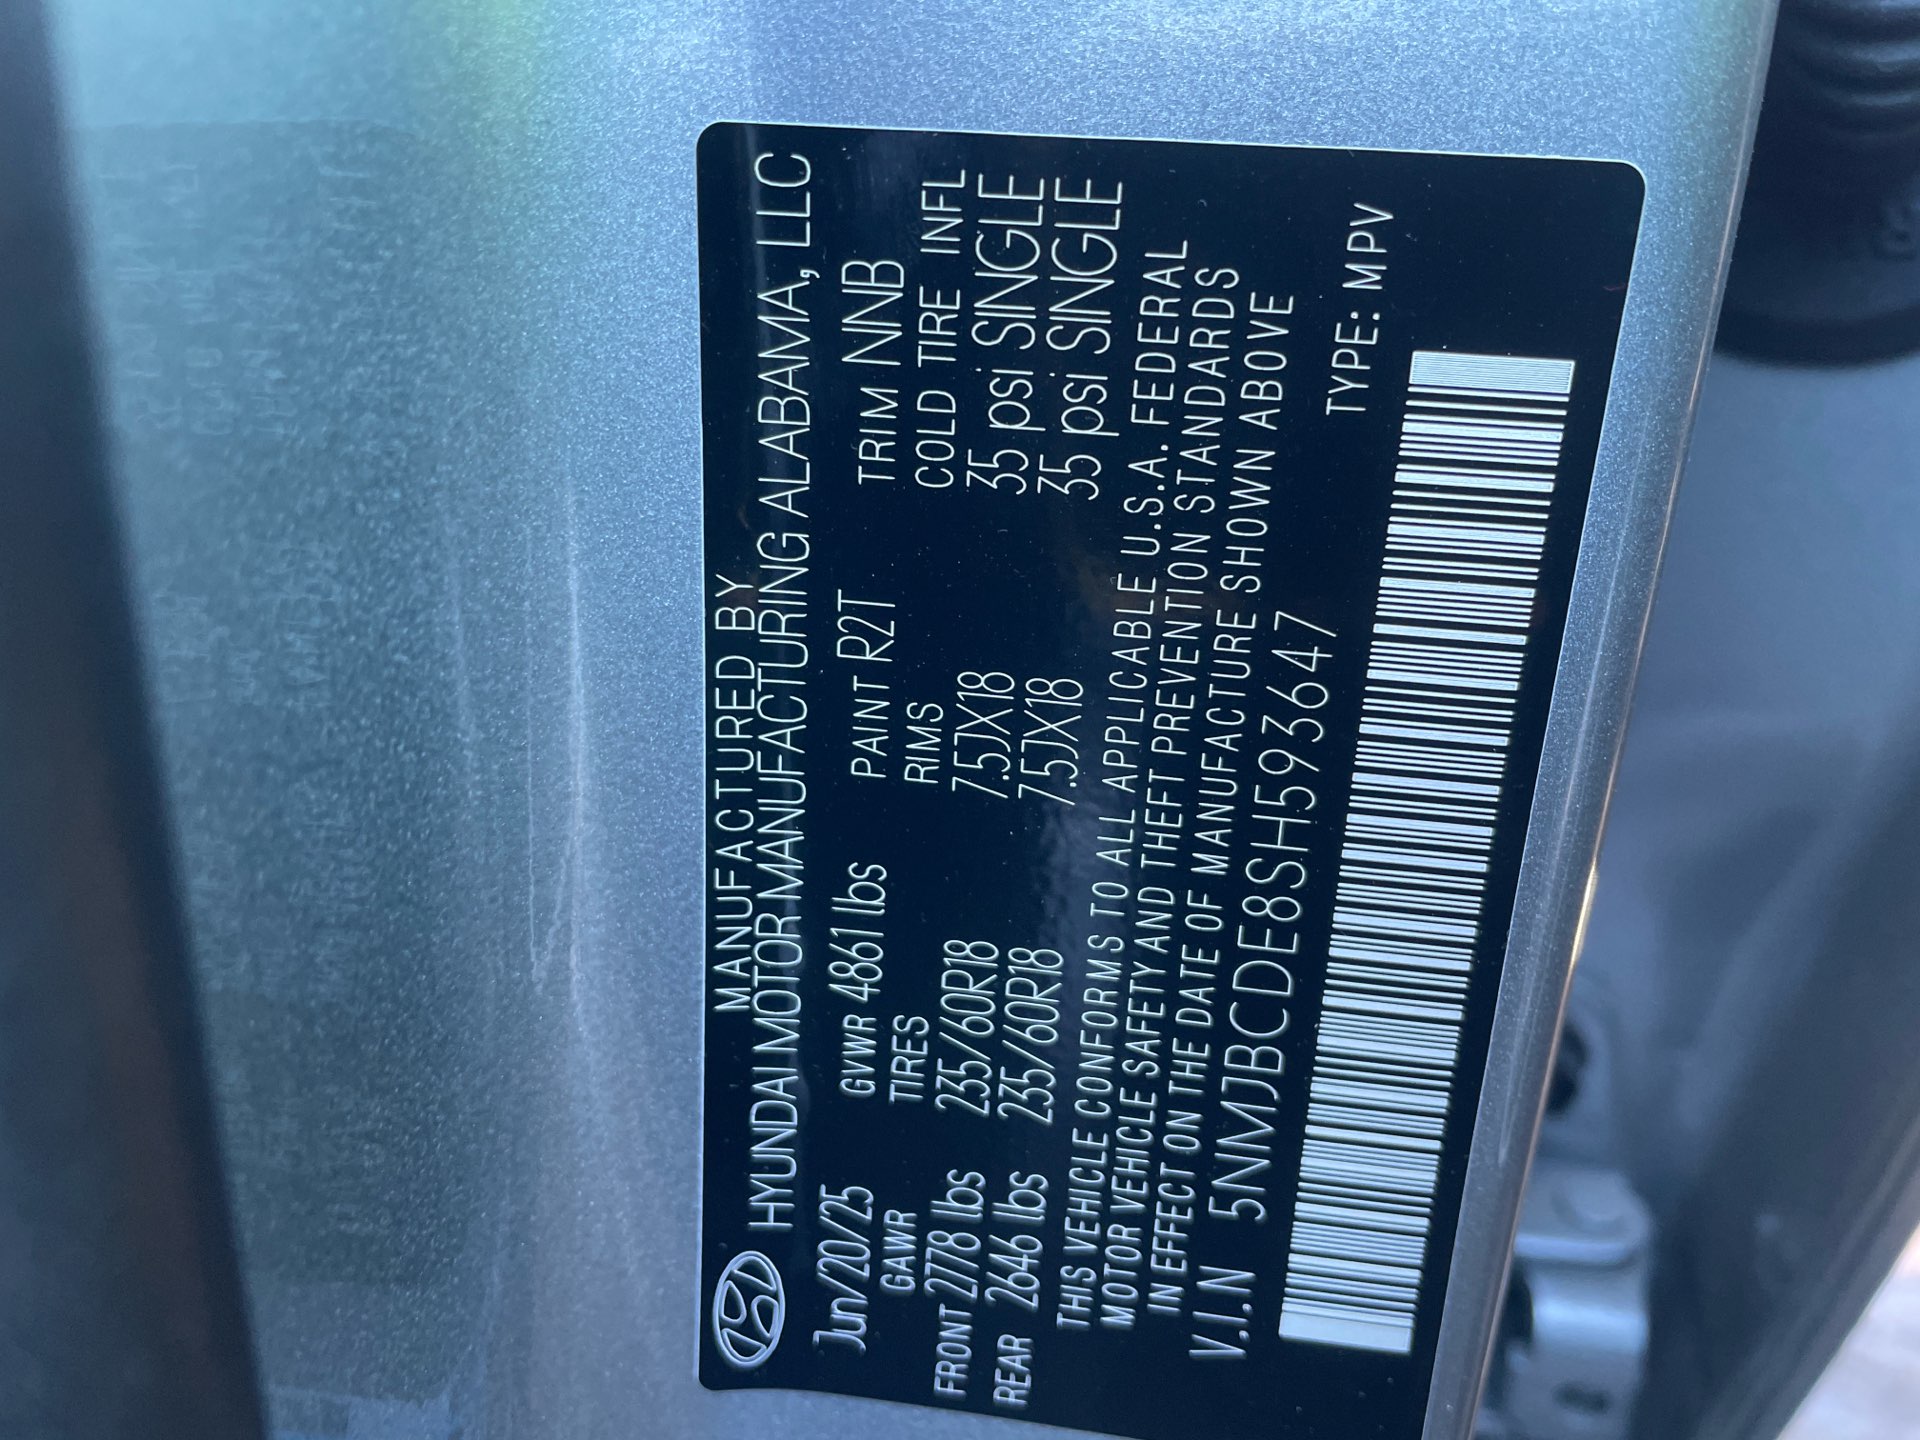 MANUFACTURED BY
HYUNDAI MOTOR MANUFACTURING ALABAMA, LLC
Jun/20/25 GVWR 4861 lbs PAINT R2T TRIM NNB
GAWR TIRES RIMS COLD TIRE INFL
FRONT 2778 lbs 235/60R18 7.5JX18 35 psi SINGLE
REAR 2646 lbs 235/60R18 7.5JX18 35 psi SINGLE
THIS VEHICLE CONFORMS TO ALL APPLICABLE U.S.A. FEDERAL
MOTOR VEHICLE SAFETY AND THEFT PREVENTION STANDARDS
IN EFFECT ON THE DATE OF MANUFACTURE SHOWN ABOVE
V.I.N 5NMJBCDE8SH593647 TYPE: MPV